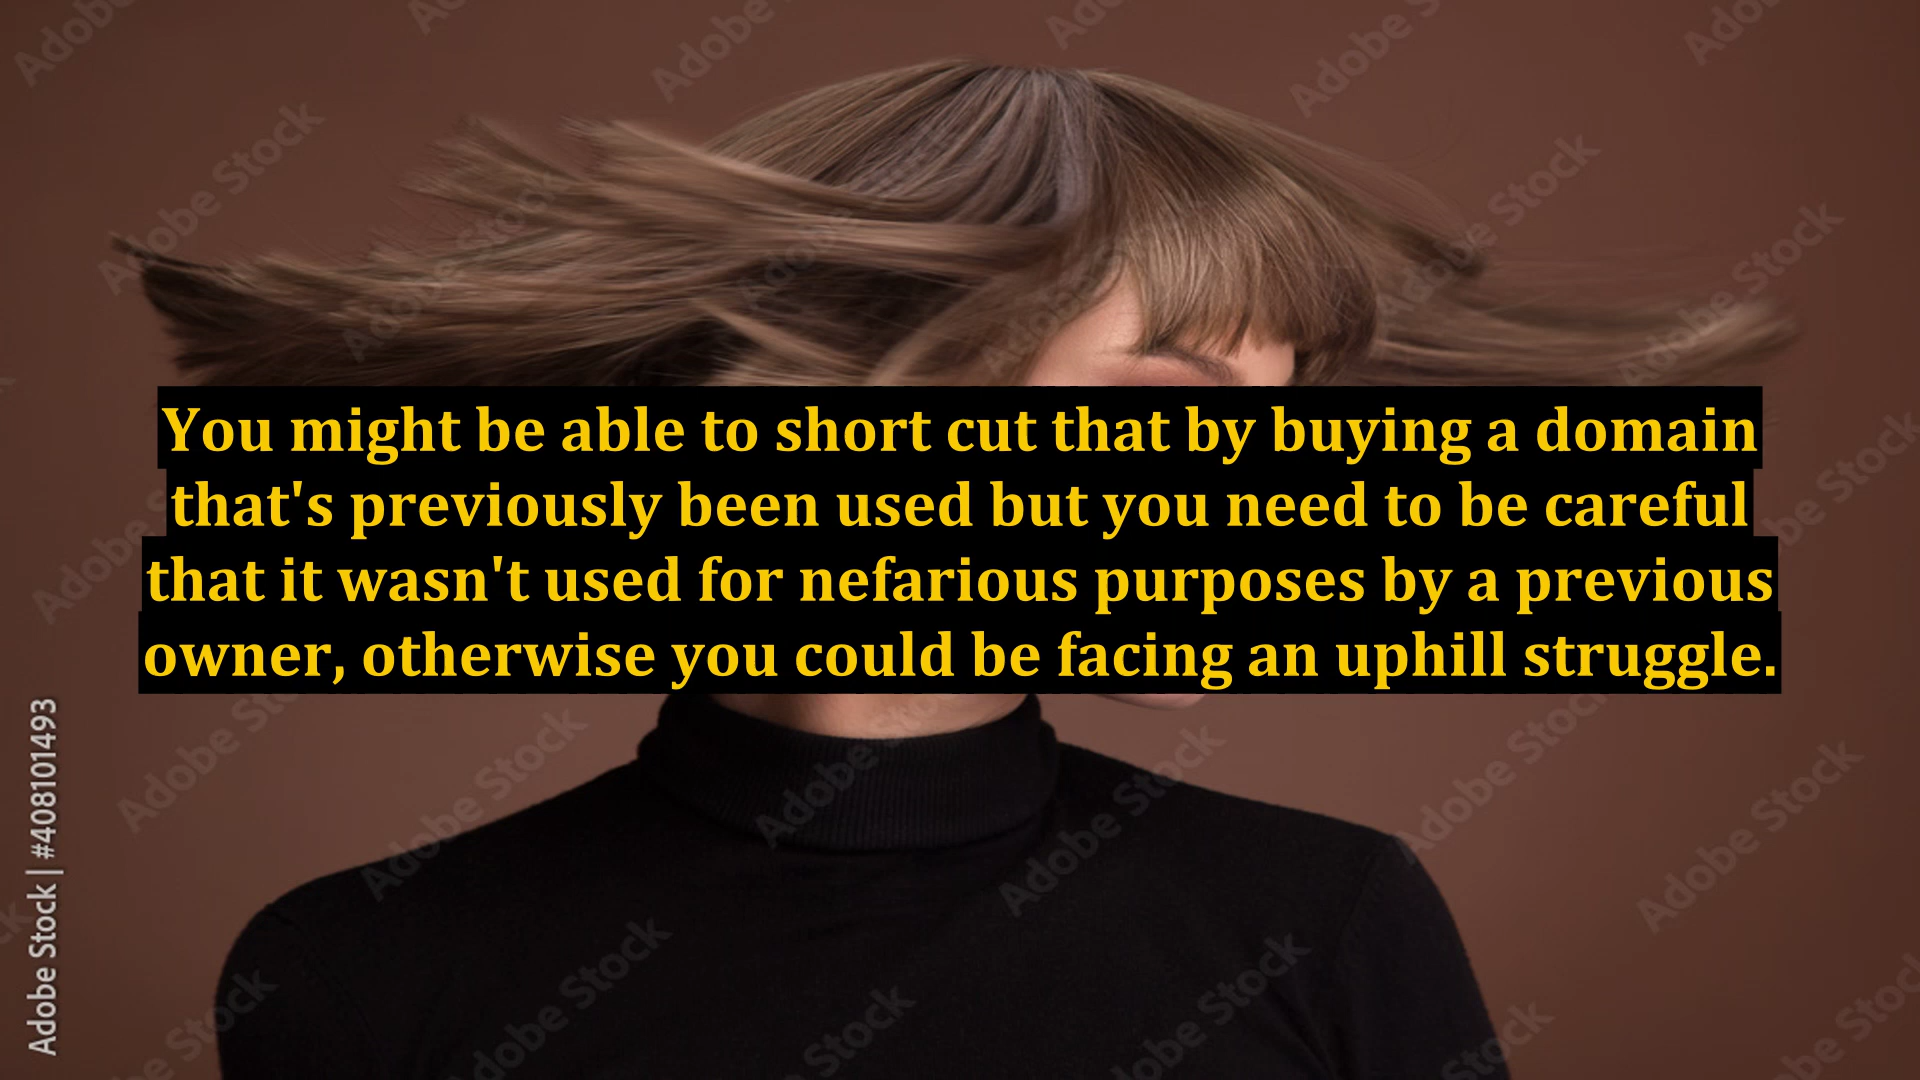 You might be able to short cut that by buying a domain
that's previously been used but you need to be careful
that it wasn't used for nefarious purposes by a previous
owner, otherwise you could be facing an uphill struggle.
Adobe Stock | #408101493
Adobe Stock